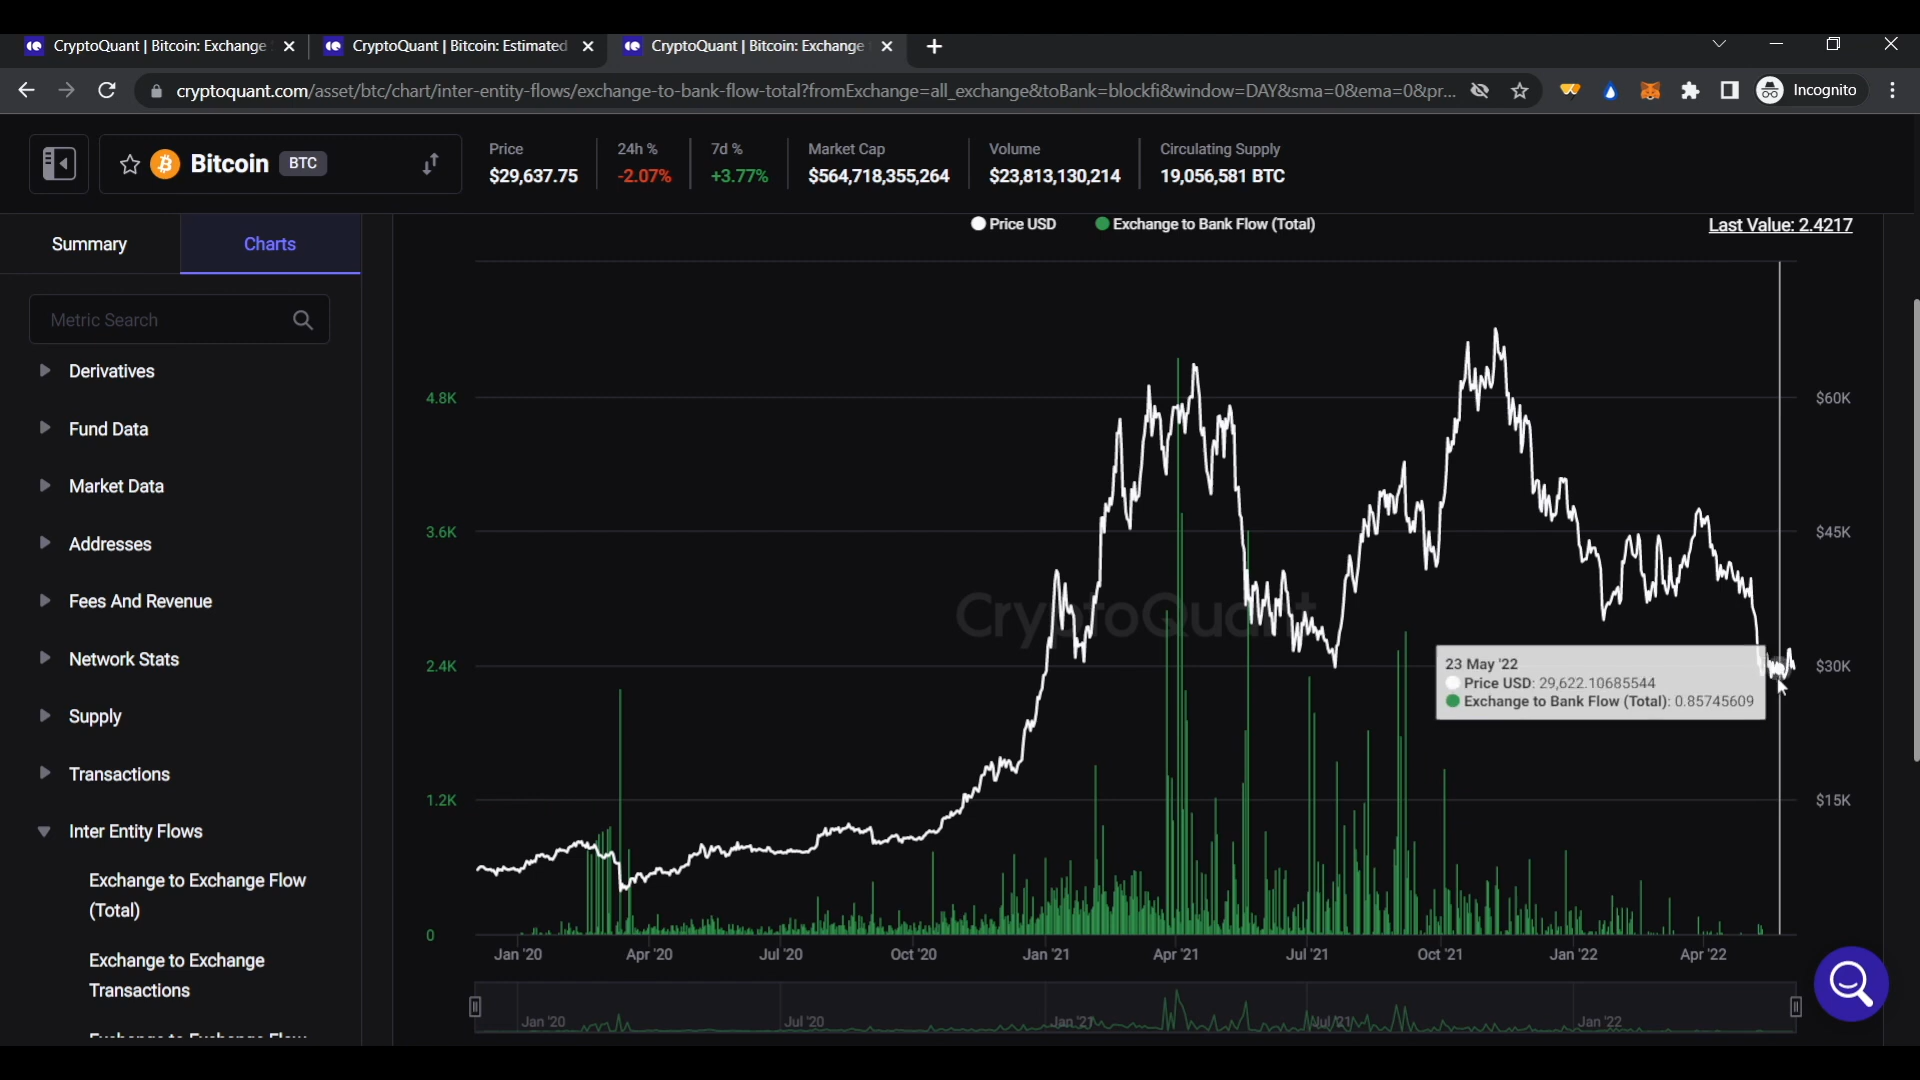 CryptoQuant | Bitcoin: Exchange
CryptoQuant | Bitcoin: Estimated
CryptoQuant | Bitcoin: Exchange
cryptoquant.com/asset/btc/chart/inter-entity-flows/exchange-to-bank-flow-total?fromExchange=all_exchange&toBank=blockfi&window=DAY&sma=0&ema=0&pr...
Incognito
Bitcoin BTC
Price
$29,637.75
24h %
-2.07%
7d %
+3.77%
Market Cap
$564,718,355,264
Volume
$23,813,130,214
Circulating Supply
19,056,581 BTC
Summary
Charts
Metric Search
Derivatives
Fund Data
Market Data
Addresses
Fees And Revenue
Network Stats
Supply
Transactions
Inter Entity Flows
Exchange to Exchange Flow
(Total)
Exchange to Exchange
Transactions
Price USD
Exchange to Bank Flow (Total)
Last Value: 2.4217
4.8K
3.6K
2.4K
1.2K
0
$60K
$45K
$30K
$15K
CryptoQuant
23 May '22
Price USD: 29,622.10685544
Exchange to Bank Flow (Total): 0.85745609
Jan '20
Apr '20
Jul '20
Oct '20
Jan '21
Apr '21
Jul '21
Oct '21
Jan '22
Apr '22
Jan '20
Jul '20
Jan '21
Jul '21
Jan '22